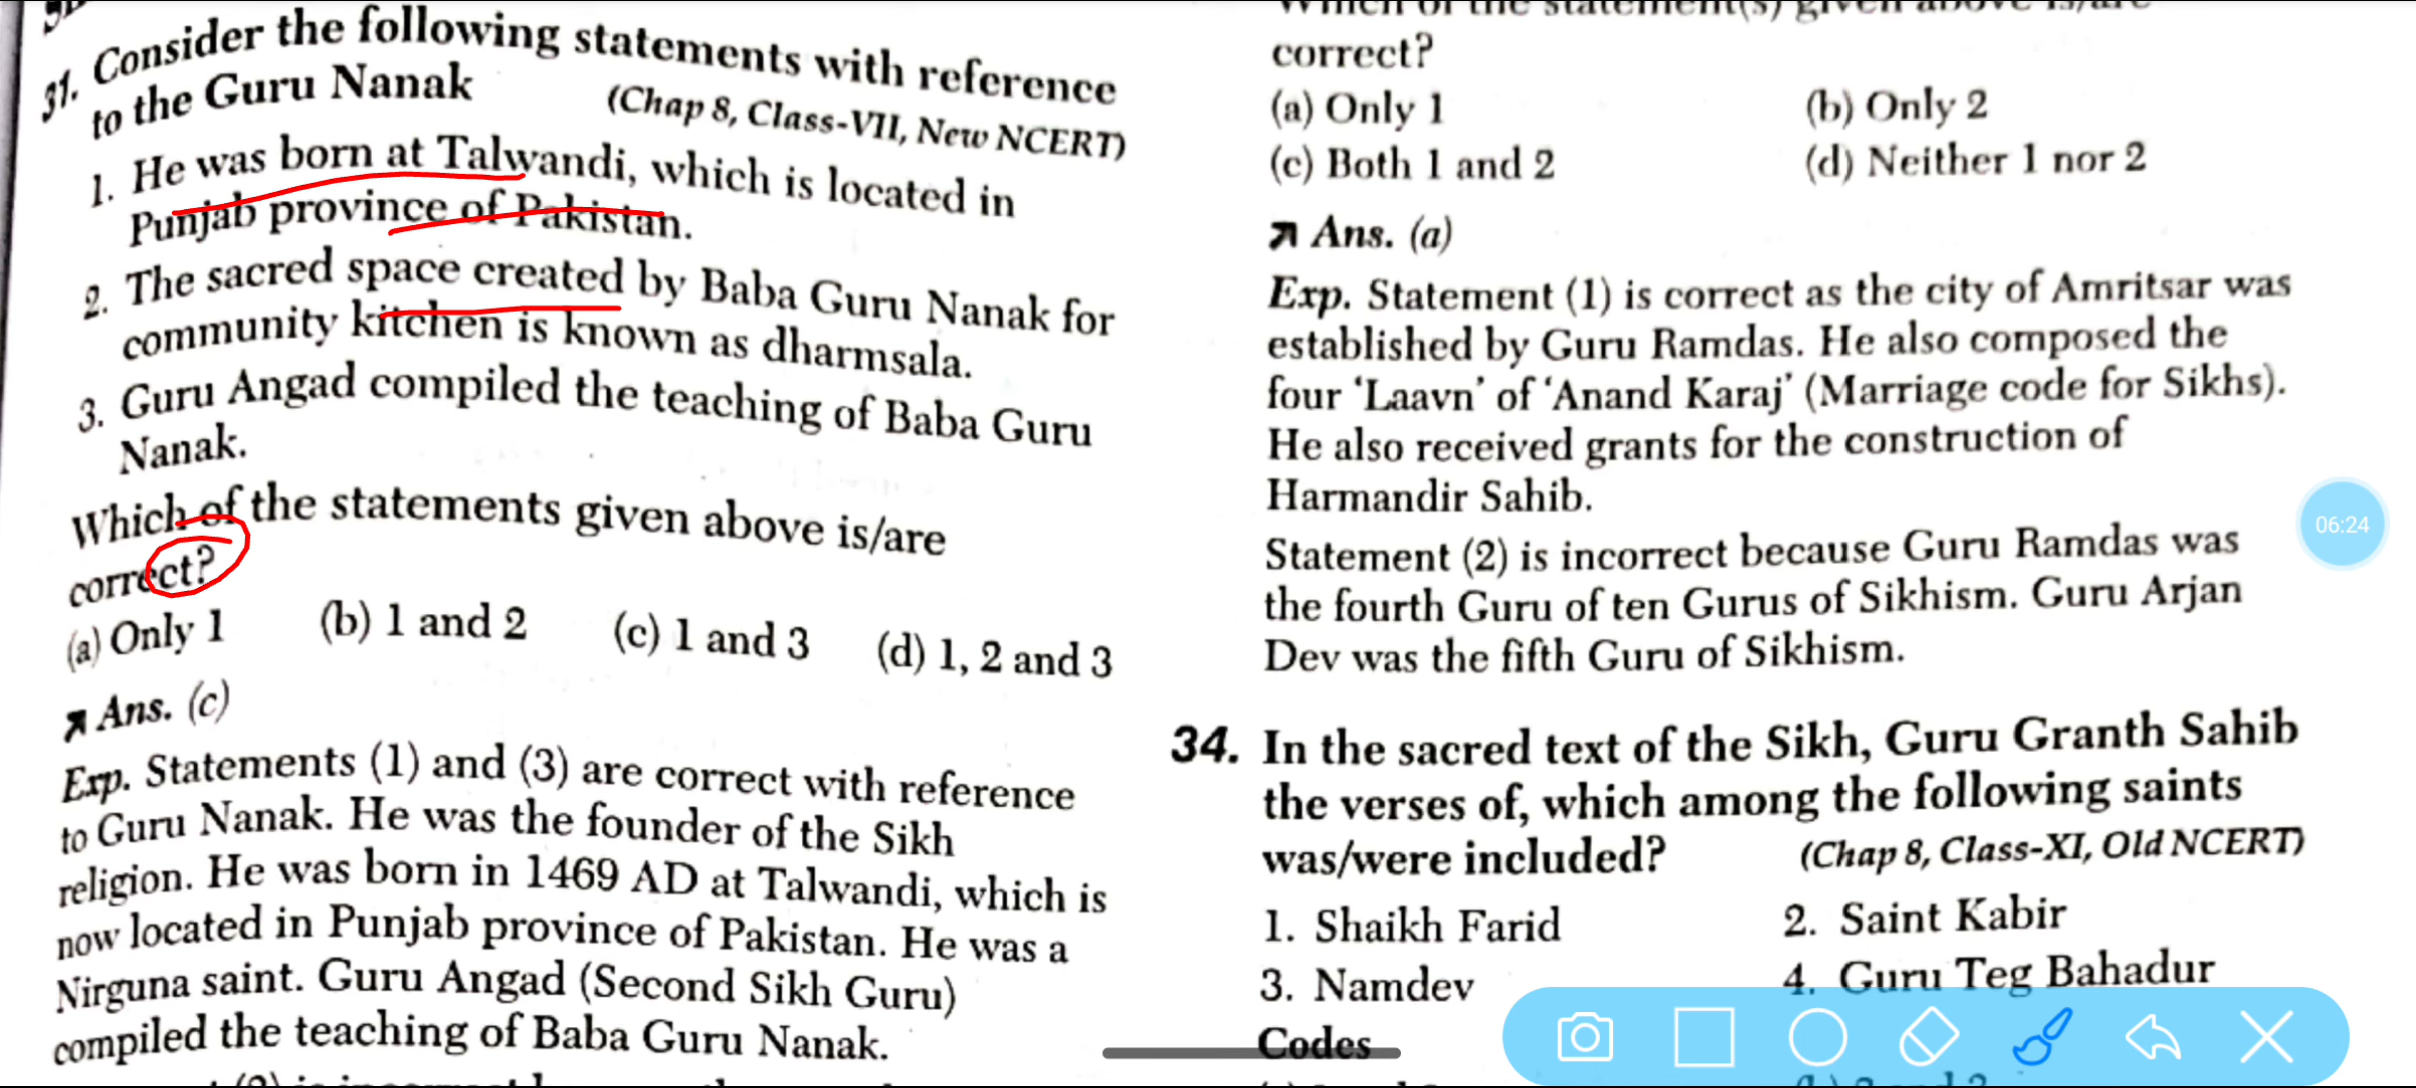 31. Consider the following statements with reference
to the Guru Nanak (Chap 8, Class-VII, New NCERT)
1. He was born at Talwandi, which is located in
Punjab province of Pakistan.
2. The sacred space created by Baba Guru Nanak for
community kitchen is known as dharmsala.
3. Guru Angad compiled the teaching of Baba Guru
Nanak.
Which of the statements given above is/are
correct?
(a) Only 1 (b) 1 and 2 (c) 1 and 3 (d) 1, 2 and 3
Ans. (c)
Exp. Statements (1) and (3) are correct with reference
to Guru Nanak. He was the founder of the Sikh
religion. He was born in 1469 AD at Talwandi, which is
now located in Punjab province of Pakistan. He was a
Nirguna saint. Guru Angad (Second Sikh Guru)
compiled the teaching of Baba Guru Nanak.
Which of the statement(s) given above is/are
correct?
(a) Only 1 (b) Only 2
(c) Both 1 and 2 (d) Neither 1 nor 2
Ans. (a)
Exp. Statement (1) is correct as the city of Amritsar was
established by Guru Ramdas. He also composed the
four ‘Laavn’ of ‘Anand Karaj’ (Marriage code for Sikhs).
He also received grants for the construction of
Harmandir Sahib.
Statement (2) is incorrect because Guru Ramdas was
the fourth Guru of ten Gurus of Sikhism. Guru Arjan
Dev was the fifth Guru of Sikhism.
34. In the sacred text of the Sikh, Guru Granth Sahib
the verses of, which among the following saints
was/were included? (Chap 8, Class-XI, Old NCERT)
1. Shaikh Farid 2. Saint Kabir
3. Namdev 4. Guru Teg Bahadur
Codes
06:24